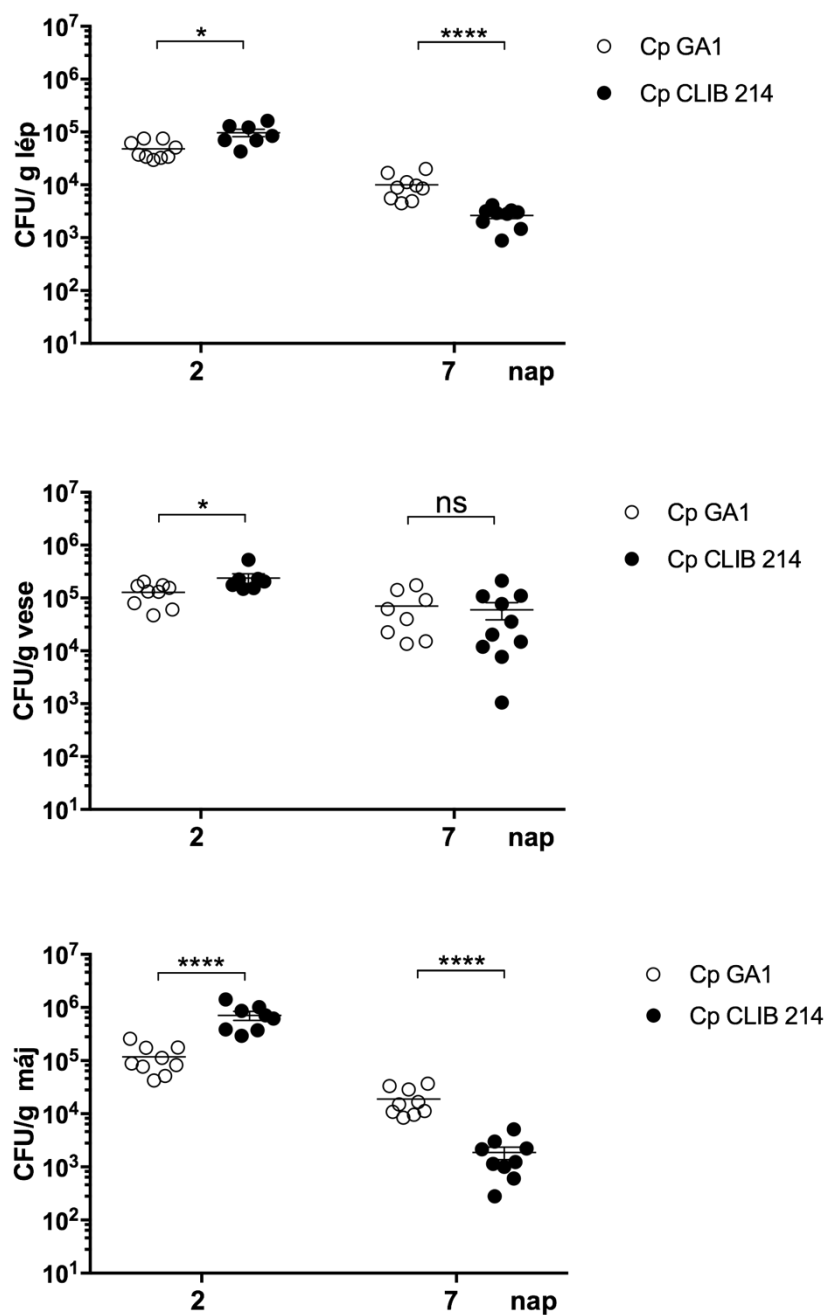 * ****
Cp GA1
Cp CLIB 214
CFU/ g lép
10⁷
10⁶
10⁵
10⁴
10³
10²
10¹
2 7 nap
* ns
Cp GA1
Cp CLIB 214
CFU/g vese
10⁷
10⁶
10⁵
10⁴
10³
10²
10¹
2 7 nap
**** ****
Cp GA1
Cp CLIB 214
CFU/g máj
10⁷
10⁶
10⁵
10⁴
10³
10²
10¹
2 7 nap